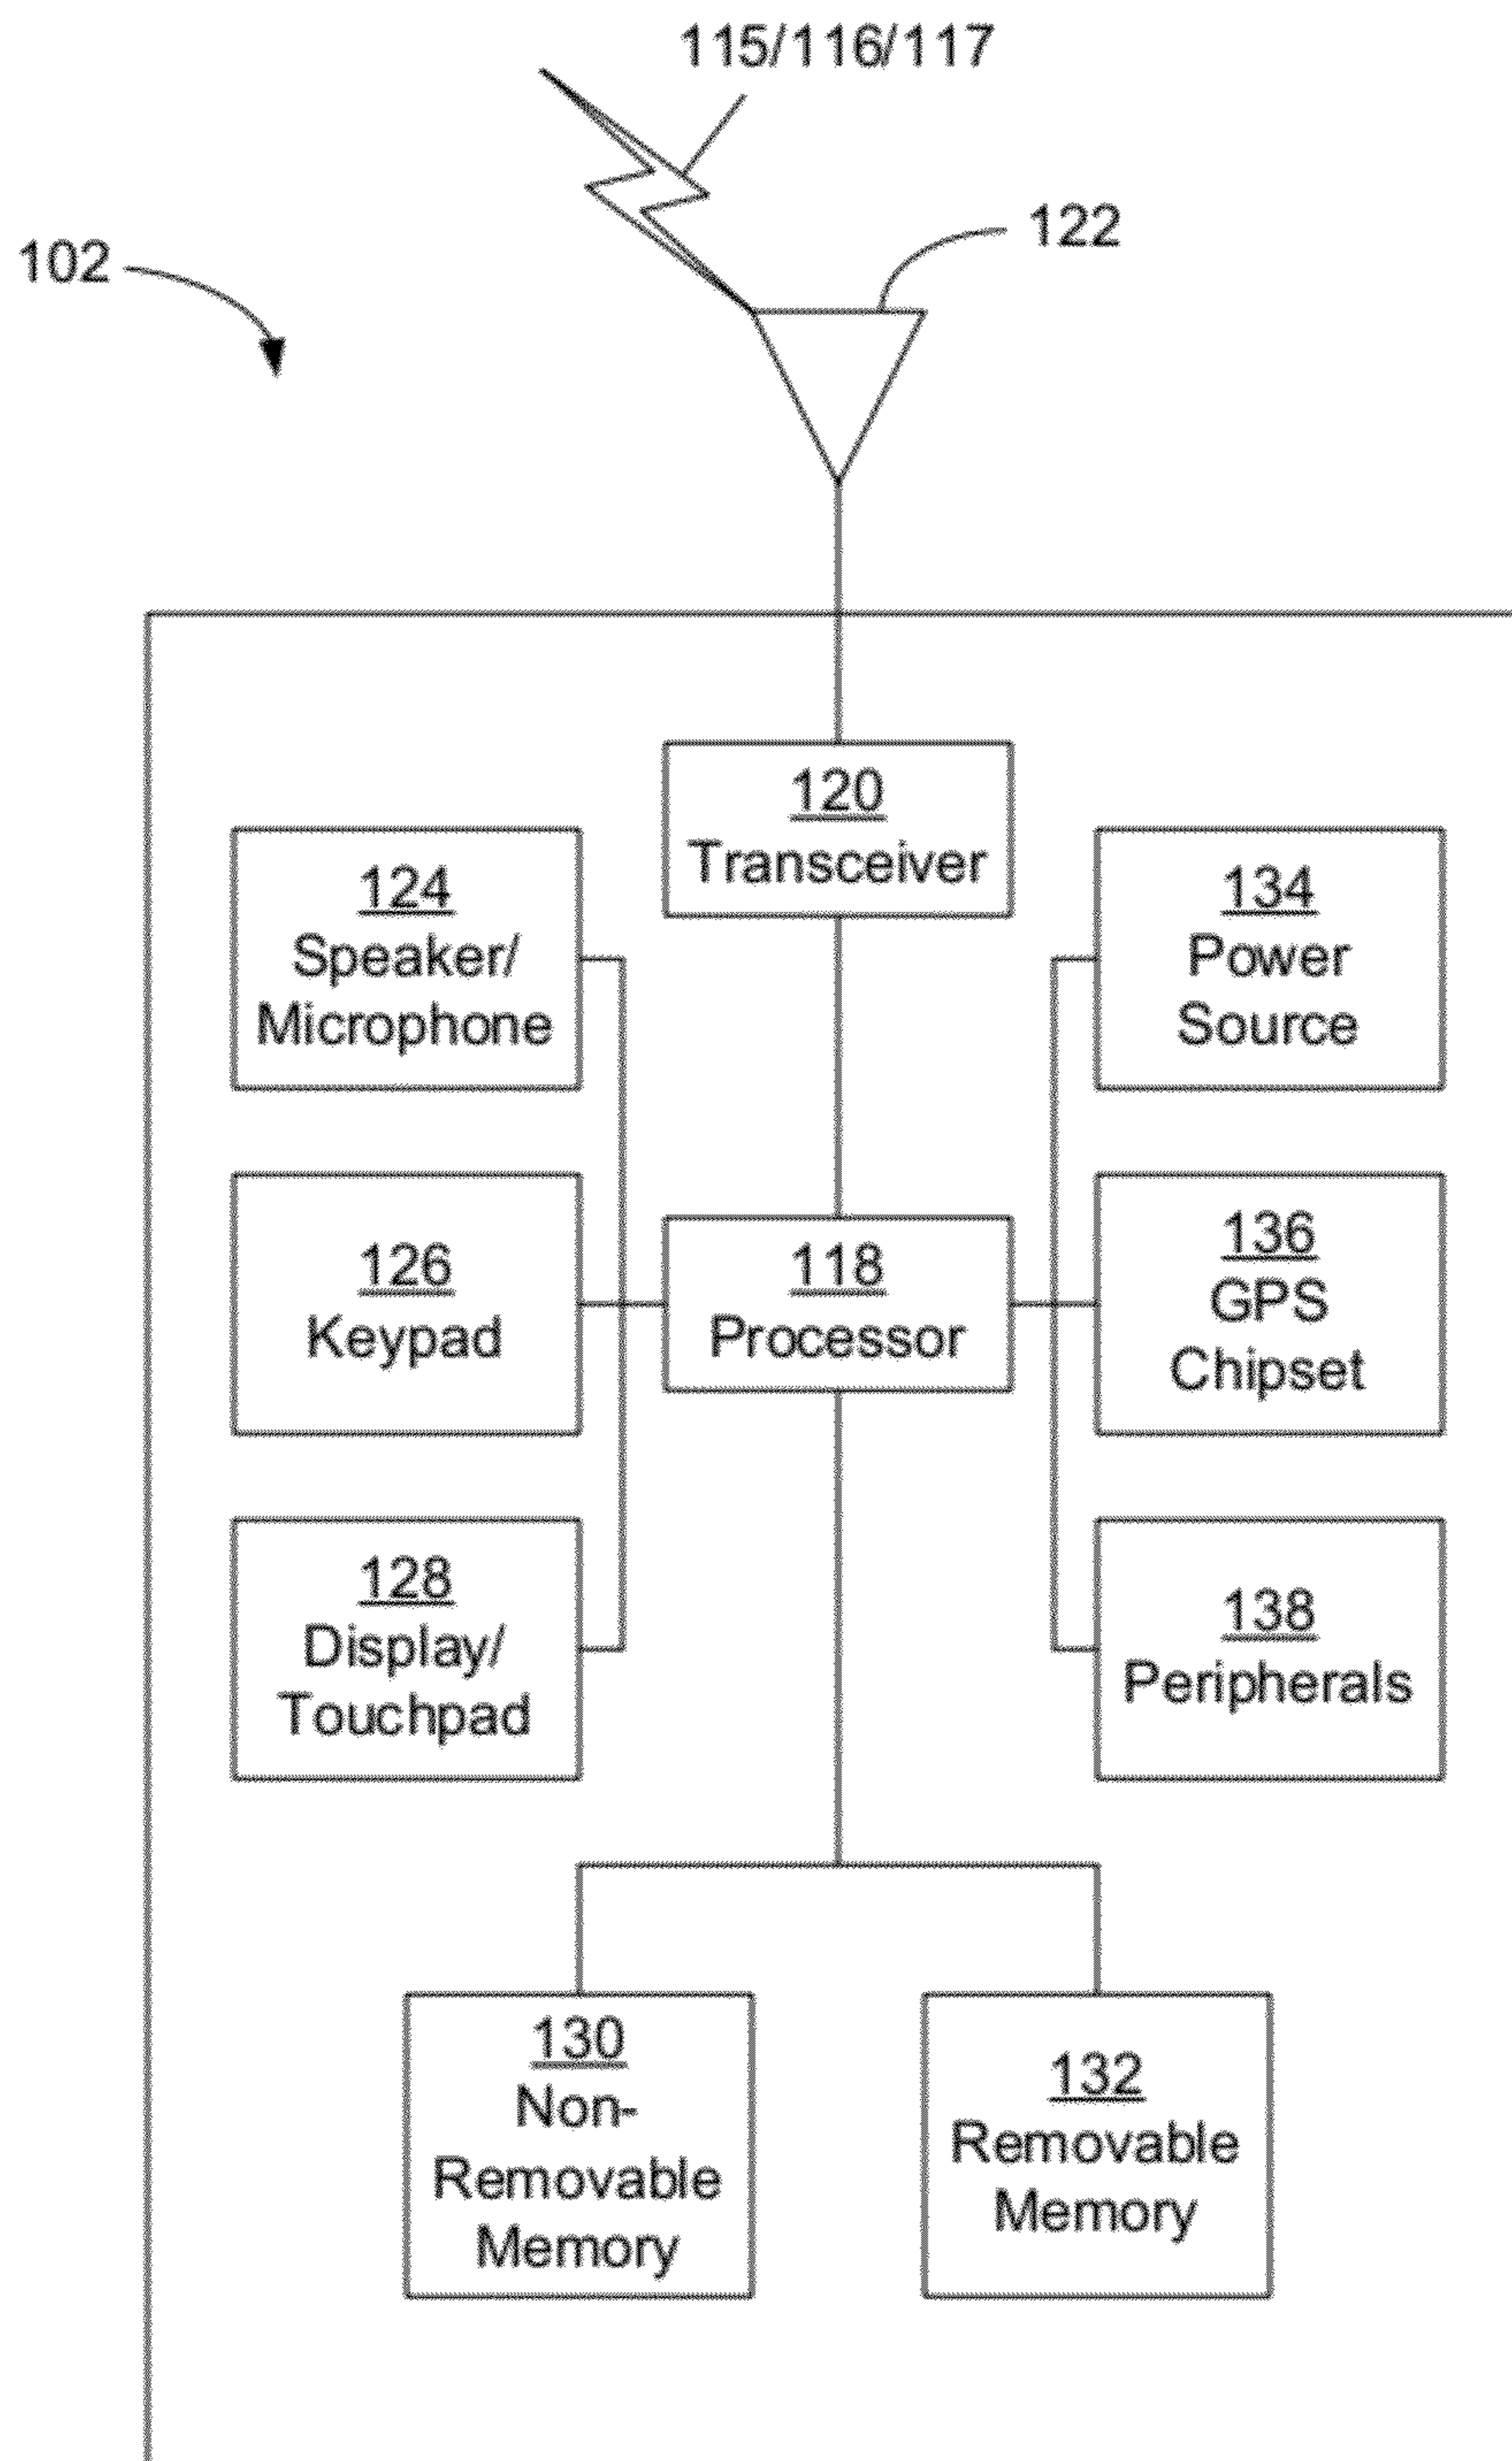 115/116/117
122
102
120
Transceiver
124
Speaker/
Microphone
134
Power
Source
126
Keypad
118
Processor
136
GPS
Chipset
128
Display/
Touchpad
138
Peripherals
130
Non-
Removable
Memory
132
Removable
Memory